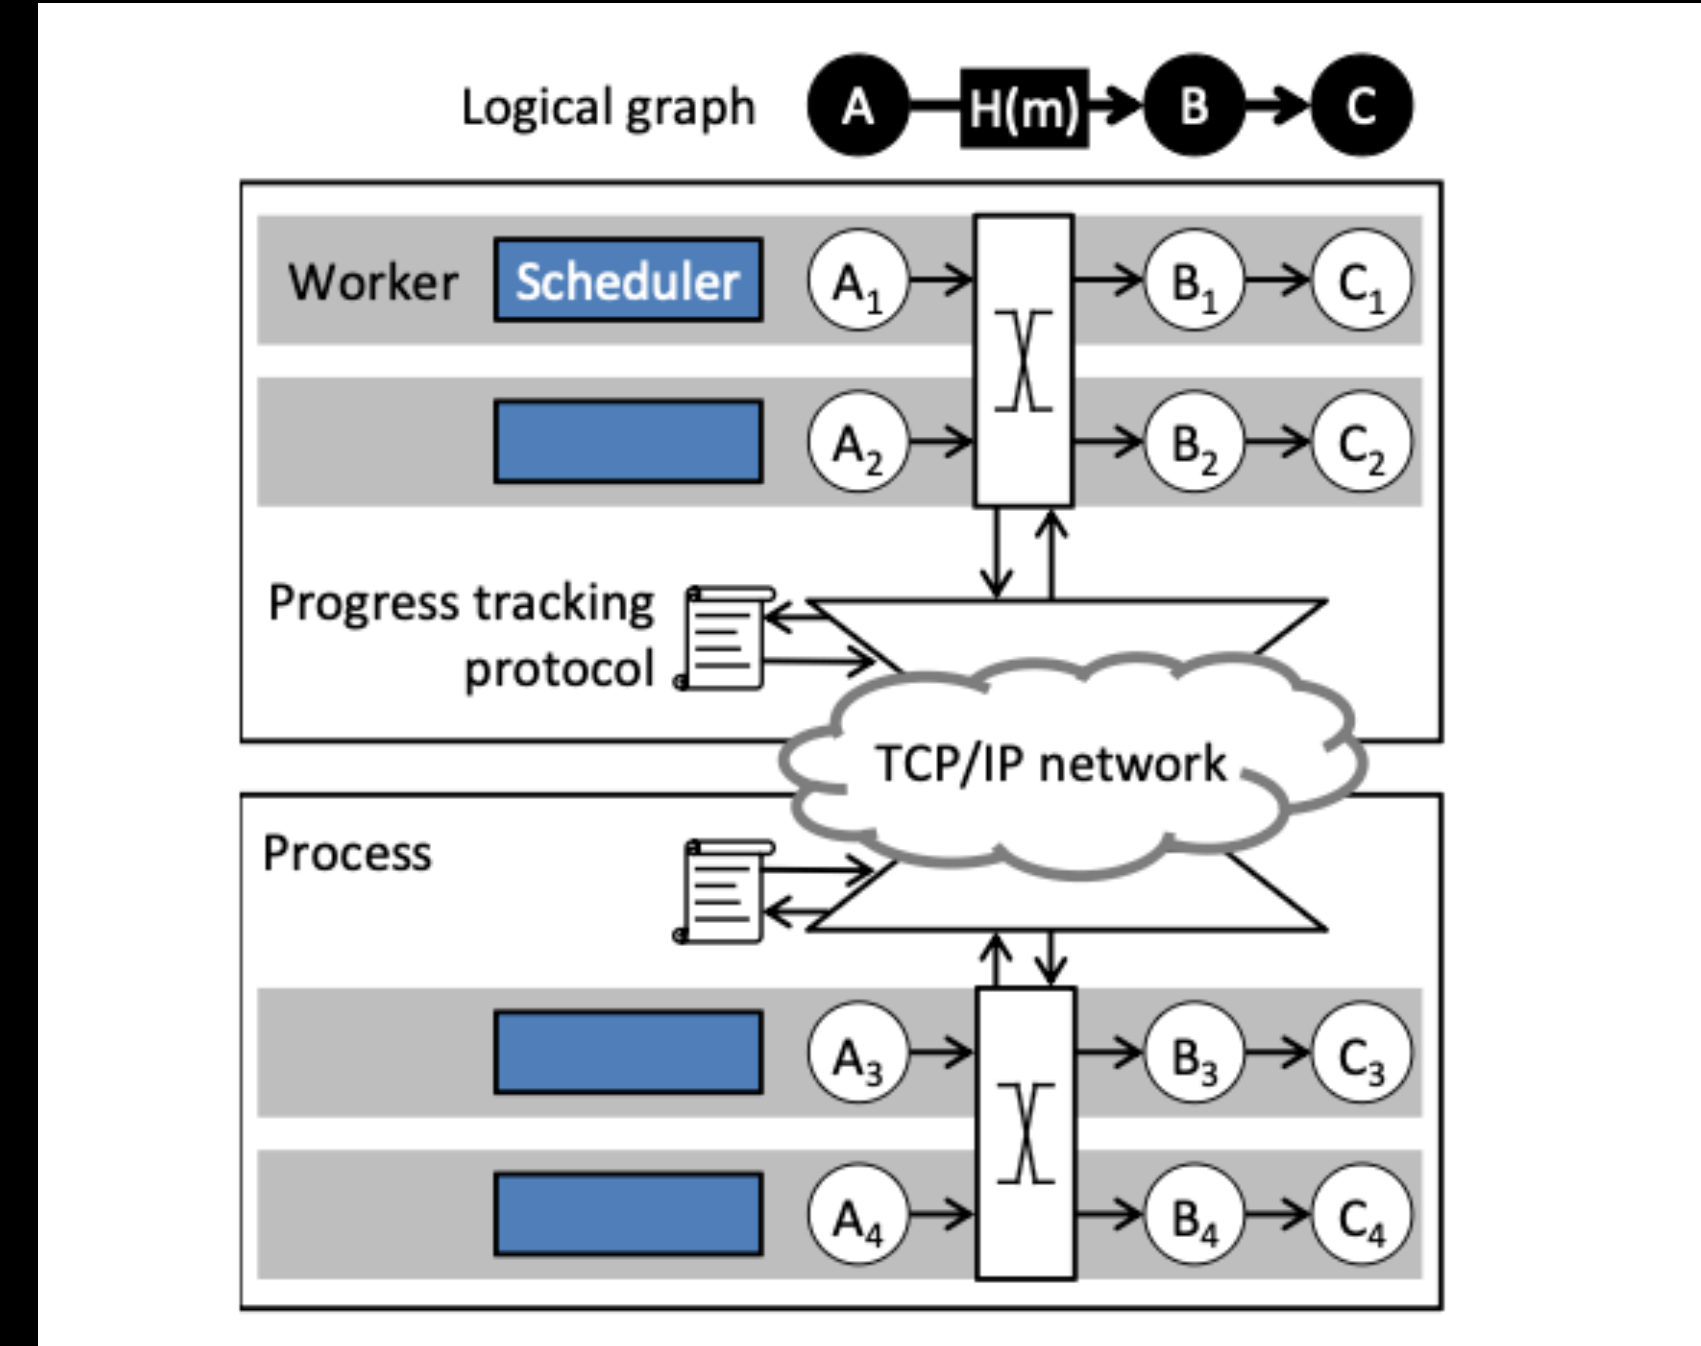 Logical graph A H(m) B C
Worker Scheduler A₁ B₁ C₁
A₂ B₂ C₂
Progress tracking
protocol
TCP/IP network
Process
A₃ B₃ C₃
A₄ B₄ C₄